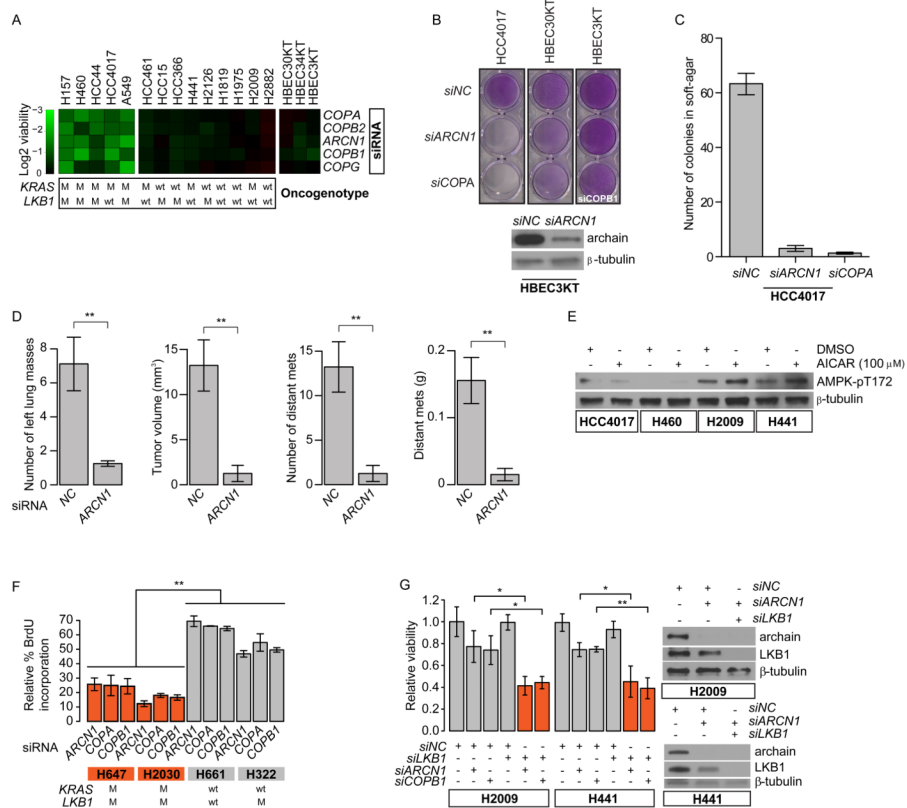 A
H157
H460
HCC44
HCC4017
A549
HCC461
HCC15
HCC366
H441
H2126
H1819
H1975
H2009
H2882
HBEC30KT
HBEC34KT
HBEC3KT
Log2 viability
−3
−2
−1
0
COPA
COPB2
ARCN1
COPB1
COPG
siRNA
KRAS M M M M M M wt wt M M wt wt wt M wt
LKB1 M M M wt M wt M M wt M M wt wt wt wt
Oncogenotype
B
HCC4017
HBEC30KT
HBEC3KT
siNC
siARCN1
siCOPA
siCOPB1
siNC siARCN1
archain
β-tubulin
HBEC3KT
C
Number of colonies in soft-agar
80
60
40
20
0
siNC siARCN1 siCOPA
HCC4017
D
Number of left lung masses
8
6
4
2
0
NC
ARCN1
**
Tumor volume (mm³)
15
10
5
0
NC
ARCN1
**
Number of distant mets
15
10
5
0
NC
ARCN1
**
Distant mets (g)
0.2
0.1
0
NC
ARCN1
**
siRNA
E
+ + + + DMSO
+ + + + AICAR (100 µM)
AMPK-pT172
β-tubulin
HCC4017 H460 H2009 H441
F
**
Relative % BrdU
incorporation
70
60
50
40
30
20
10
0
siRNA
ARCN1
COPA
COPB1
ARCN1
COPA
COPB1
ARCN1
COPA
COPB1
ARCN1
COPA
COPB1
H647 H2030 H661 H322
KRAS M M wt wt
LKB1 M M wt M
G
Relative viability
1.2
1.0
0.8
0.6
0.4
0.2
0.0
*
*
*
**
siNC + + + + - - + + + + - -
siLKB1 - - - + + + - - - + + +
siARCN1 - + - - + - - + - - + -
siCOPB1 - - + - - + - - + - - +
H2009 H441
+ + - siNC
- + + siARCN1
- - + siLKB1
archain
LKB1
β-tubulin
H2009
+ + - siNC
- + + siARCN1
- - + siLKB1
archain
LKB1
β-tubulin
H441